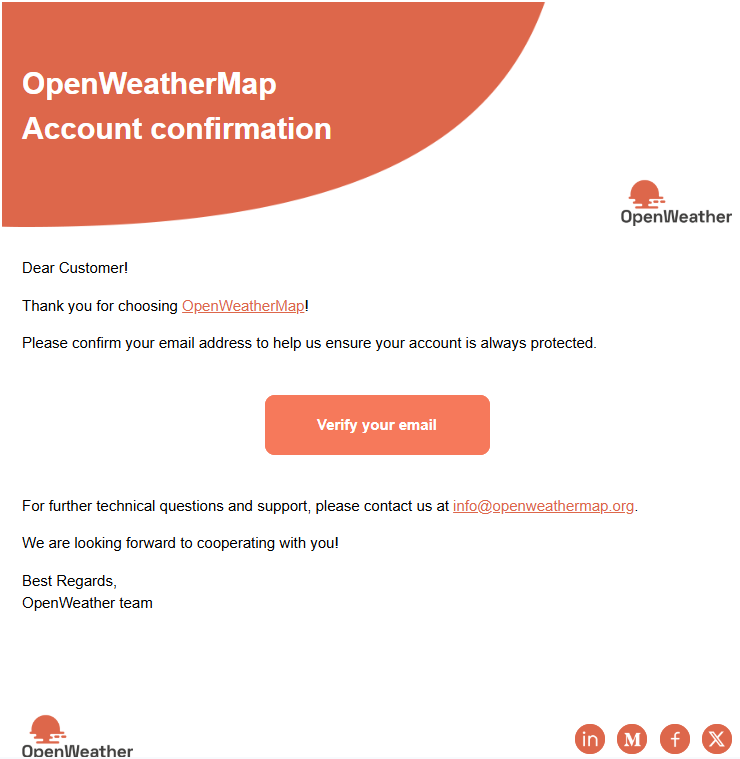 OpenWeatherMap
Account confirmation
OpenWeather
Dear Customer!
Thank you for choosing OpenWeatherMap!
Please confirm your email address to help us ensure your account is always protected.
Verify your email
For further technical questions and support, please contact us at info@openweathermap.org.
We are looking forward to cooperating with you!
Best Regards,
OpenWeather team
OpenWeather
in M f X